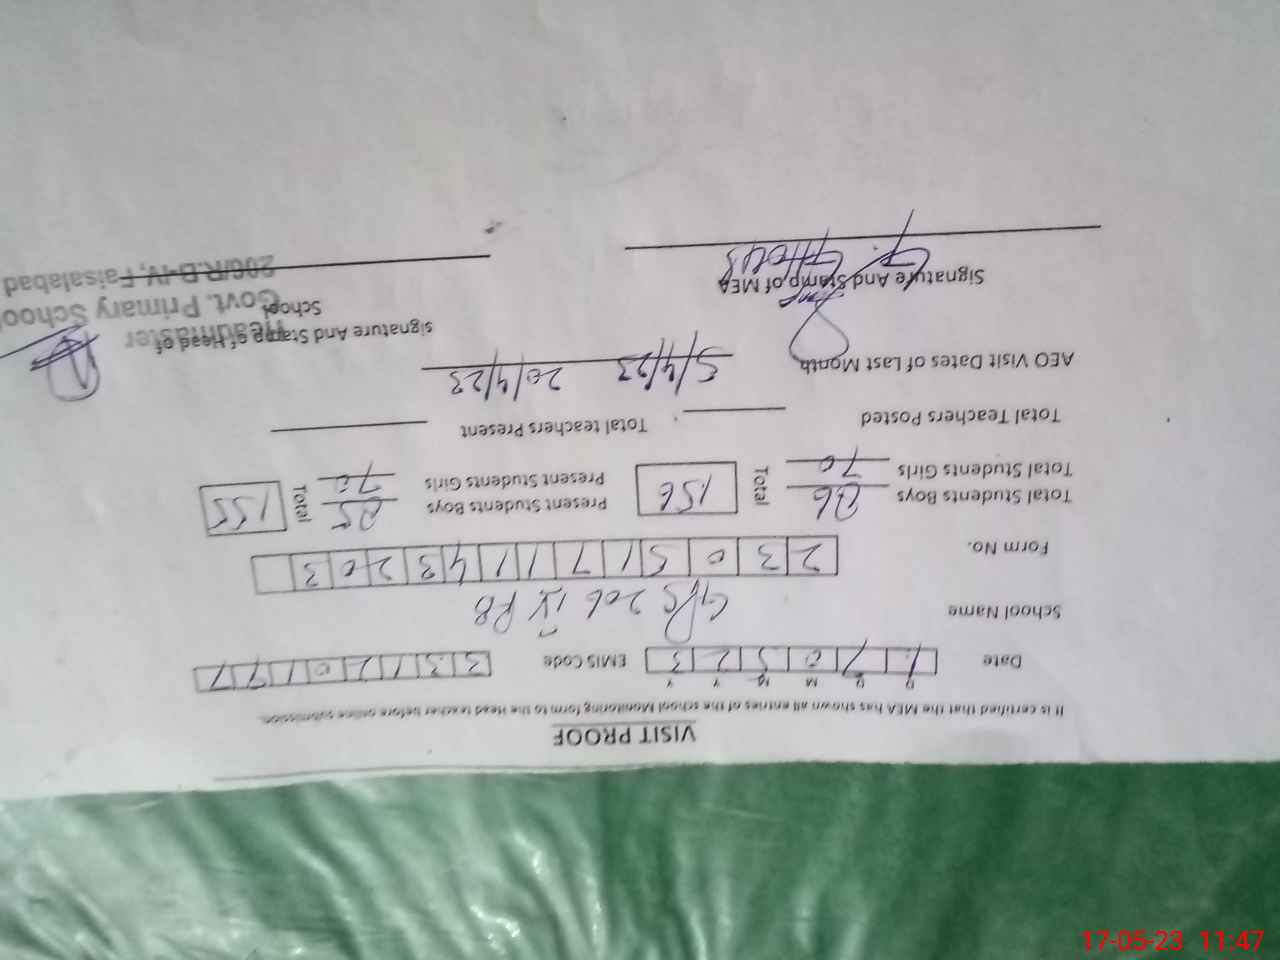 VISIT PROOF
It is certified that the MEA has shown all entries of the school Monitoring form to the Head teacher before online submission.
D D M M Y Y
Date 1 7 0 5 2 3 EMIS Code 3 3 1 2 0 1 9 7
School Name GPS 206 IV RB
Form No. 2 3 0 5 1 7 1 1 4 3 2 0 3
Total Students Boys 86 Total 156 Present Students Boys 85 Total 155
Total Students Girls 70 Present Students Girls 70
Total Teachers Posted Total teachers Present
AEO Visit Dates of Last Month 5/4/23 20/4/23
Signature And Stamp of MEA signature And Stamp of Head of School
G. GHOUS
Headmaster
Govt. Primary School
206/R.B-IV, Faisalabad
17-05-23 11:47